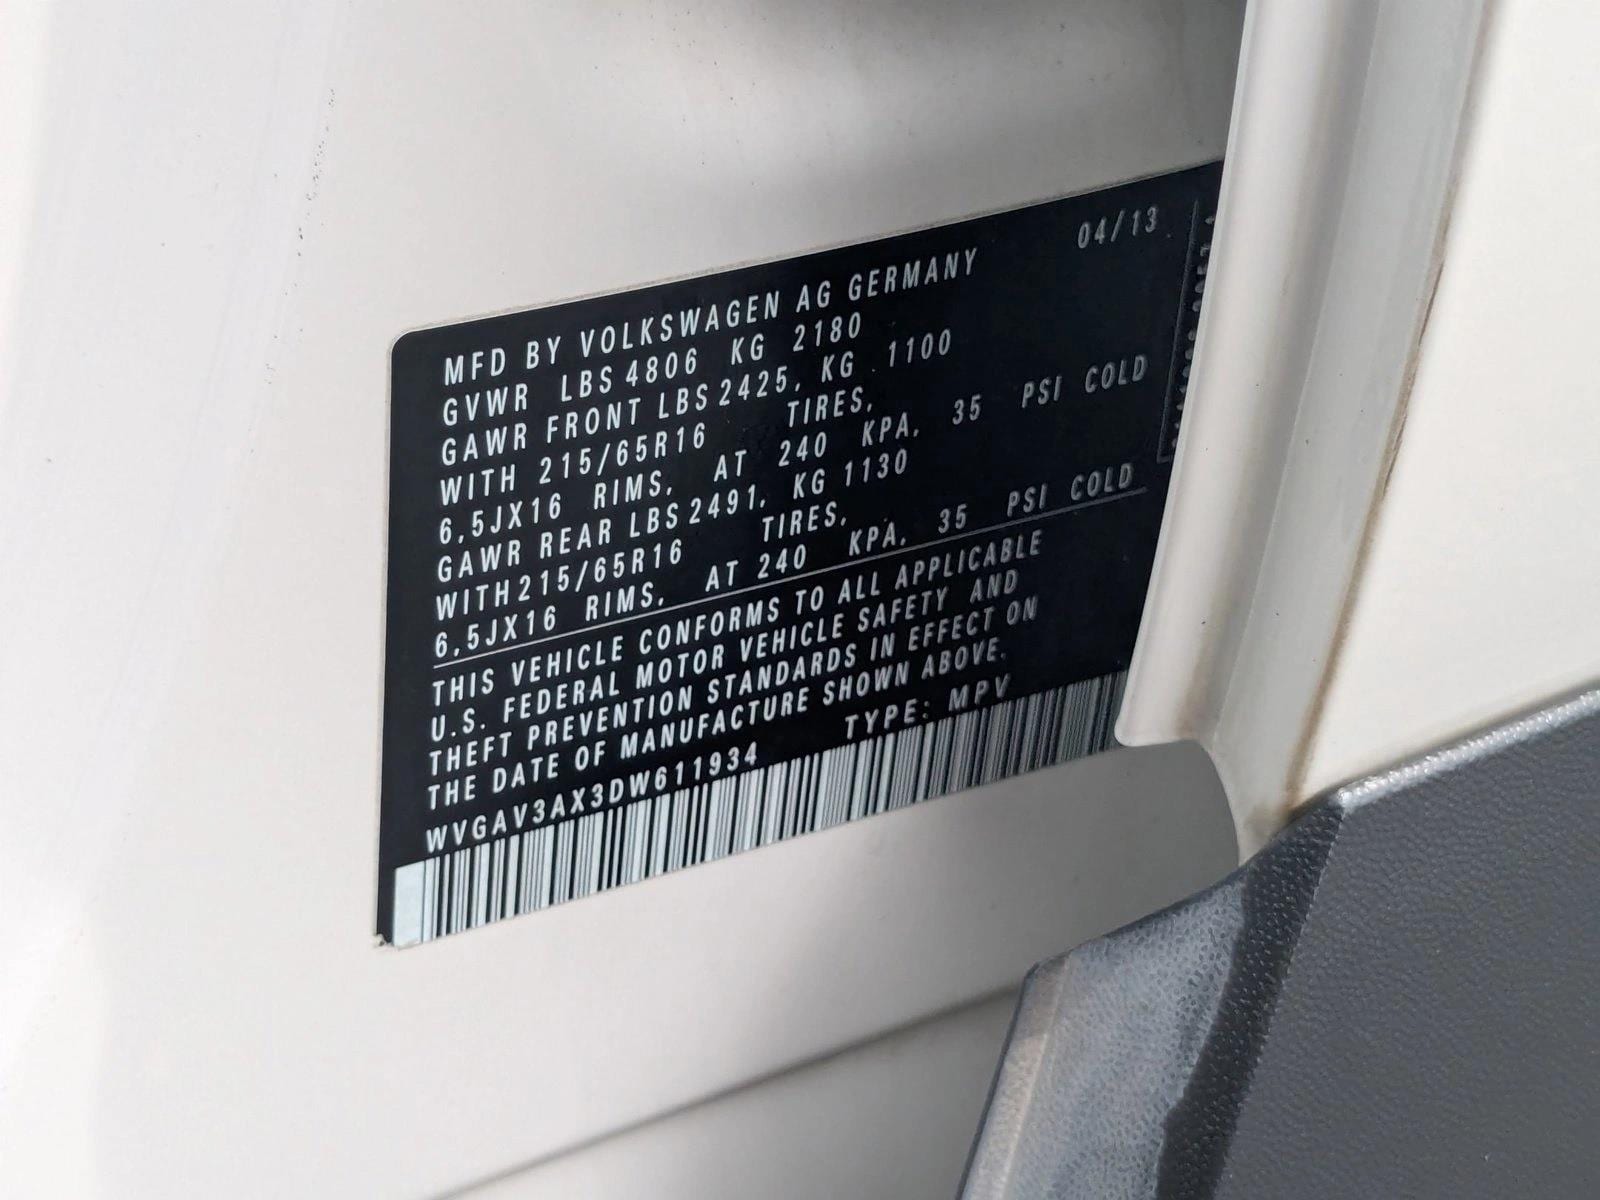 04/13
MFD BY VOLKSWAGEN AG GERMANY
GVWR LBS 4806 KG 2180
GAWR FRONT LBS 2425, KG 1100
WITH 215/65R16 TIRES,
6,5JX16 RIMS, AT 240 KPA, 35 PSI COLD
GAWR REAR LBS 2491, KG 1130
WITH 215/65R16 TIRES,
6,5JX16 RIMS, AT 240 KPA, 35 PSI COLD
THIS VEHICLE CONFORMS TO ALL APPLICABLE
U.S. FEDERAL MOTOR VEHICLE SAFETY AND
THEFT PREVENTION STANDARDS IN EFFECT ON
THE DATE OF MANUFACTURE SHOWN ABOVE.
WVGAV3AX3DW611934 TYPE: MPV